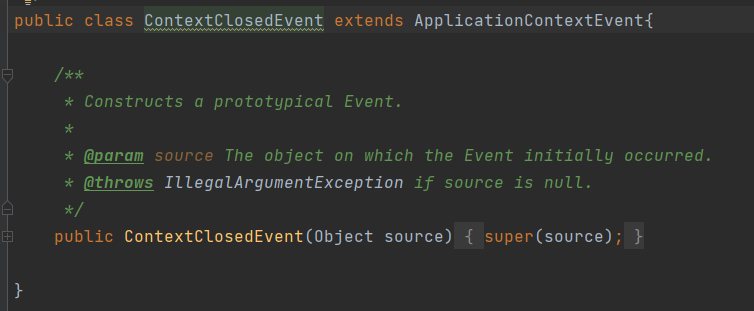 public class ContextClosedEvent extends ApplicationContextEvent{
/**
* Constructs a prototypical Event.
*
* @param source The object on which the Event initially occurred.
* @throws IllegalArgumentException if source is null.
*/
public ContextClosedEvent(Object source) { super(source); }
}